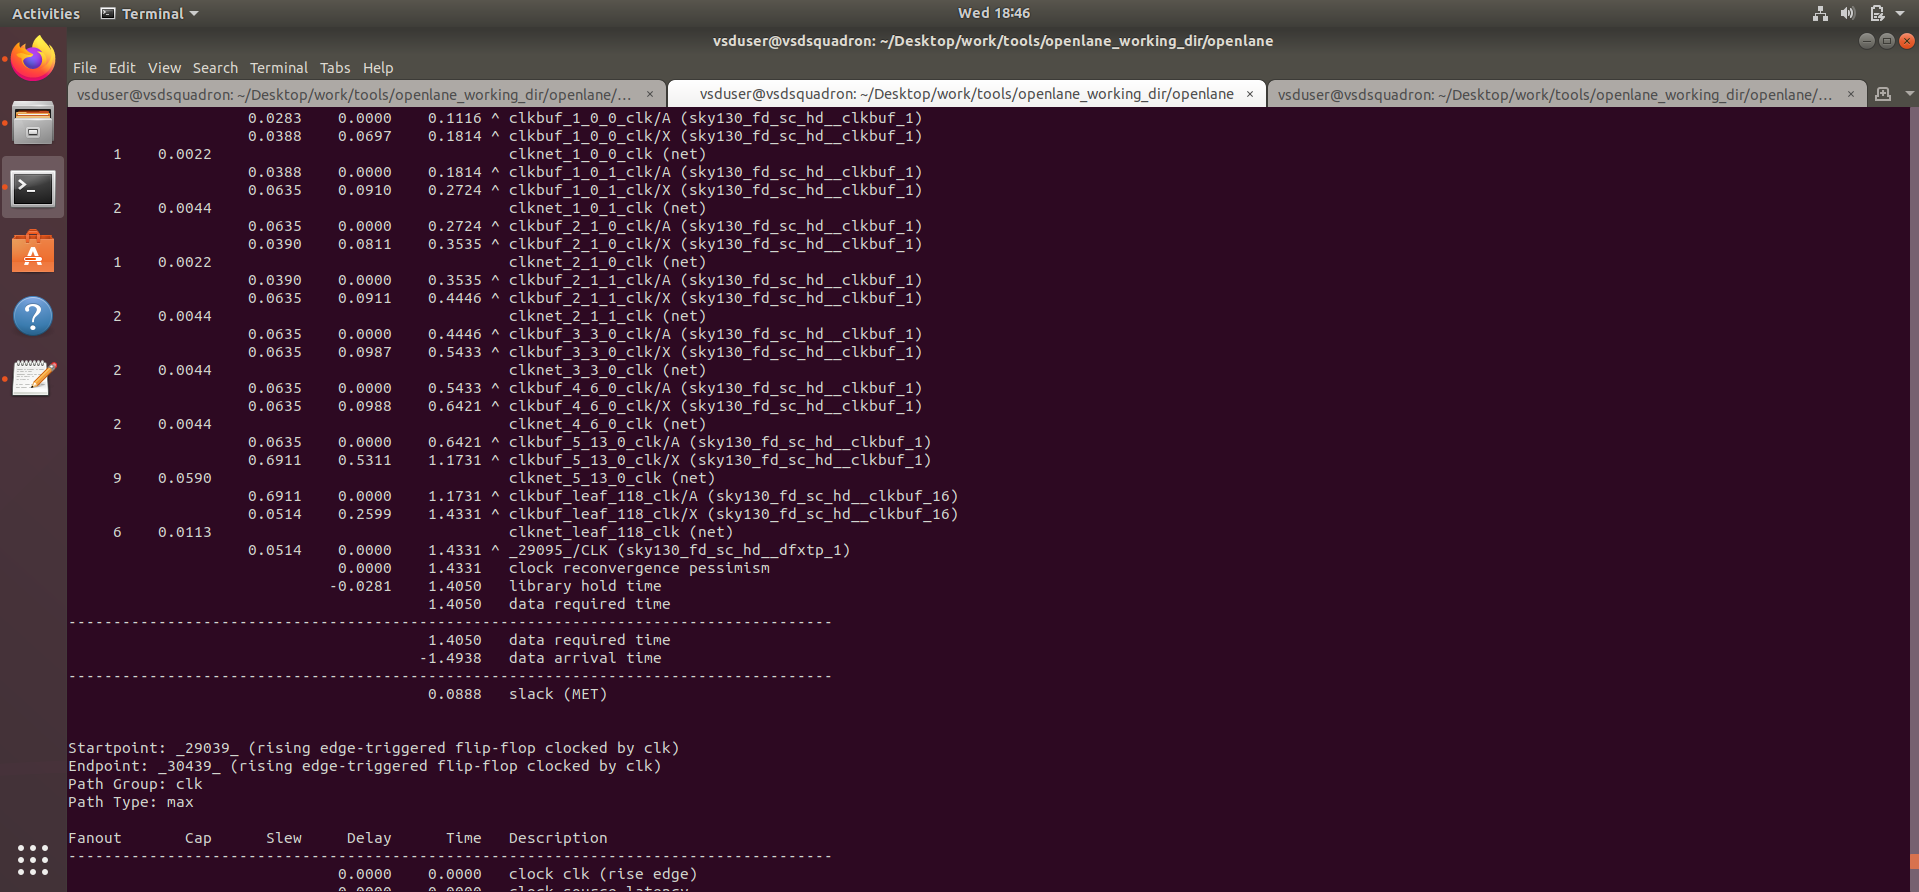 Activities Terminal Wed 18:46
vsduser@vsdsquadron: ~/Desktop/work/tools/openlane_working_dir/openlane
File Edit View Search Terminal Tabs Help
vsduser@vsdsquadron: ~/Desktop/work/tools/openlane_working_dir/openlane/... × vsduser@vsdsquadron: ~/Desktop/work/tools/openlane_working_dir/openlane × vsduser@vsdsquadron: ~/Desktop/work/tools/openlane_working_dir/openlane/... ×
0.0283 0.0000 0.1116 ^ clkbuf_1_0_0_clk/A (sky130_fd_sc_hd__clkbuf_1)
0.0388 0.0697 0.1814 ^ clkbuf_1_0_0_clk/X (sky130_fd_sc_hd__clkbuf_1)
1 0.0022 clknet_1_0_0_clk (net)
0.0388 0.0000 0.1814 ^ clkbuf_1_0_1_clk/A (sky130_fd_sc_hd__clkbuf_1)
0.0635 0.0910 0.2724 ^ clkbuf_1_0_1_clk/X (sky130_fd_sc_hd__clkbuf_1)
2 0.0044 clknet_1_0_1_clk (net)
0.0635 0.0000 0.2724 ^ clkbuf_2_1_0_clk/A (sky130_fd_sc_hd__clkbuf_1)
0.0390 0.0811 0.3535 ^ clkbuf_2_1_0_clk/X (sky130_fd_sc_hd__clkbuf_1)
1 0.0022 clknet_2_1_0_clk (net)
0.0390 0.0000 0.3535 ^ clkbuf_2_1_1_clk/A (sky130_fd_sc_hd__clkbuf_1)
0.0635 0.0911 0.4446 ^ clkbuf_2_1_1_clk/X (sky130_fd_sc_hd__clkbuf_1)
2 0.0044 clknet_2_1_1_clk (net)
0.0635 0.0000 0.4446 ^ clkbuf_3_3_0_clk/A (sky130_fd_sc_hd__clkbuf_1)
0.0635 0.0987 0.5433 ^ clkbuf_3_3_0_clk/X (sky130_fd_sc_hd__clkbuf_1)
2 0.0044 clknet_3_3_0_clk (net)
0.0635 0.0000 0.5433 ^ clkbuf_4_6_0_clk/A (sky130_fd_sc_hd__clkbuf_1)
0.0635 0.0988 0.6421 ^ clkbuf_4_6_0_clk/X (sky130_fd_sc_hd__clkbuf_1)
2 0.0044 clknet_4_6_0_clk (net)
0.0635 0.0000 0.6421 ^ clkbuf_5_13_0_clk/A (sky130_fd_sc_hd__clkbuf_1)
0.6911 0.5311 1.1731 ^ clkbuf_5_13_0_clk/X (sky130_fd_sc_hd__clkbuf_1)
9 0.0590 clknet_5_13_0_clk (net)
0.6911 0.0000 1.1731 ^ clkbuf_leaf_118_clk/A (sky130_fd_sc_hd__clkbuf_16)
0.0514 0.2599 1.4331 ^ clkbuf_leaf_118_clk/X (sky130_fd_sc_hd__clkbuf_16)
6 0.0113 clknet_leaf_118_clk (net)
0.0514 0.0000 1.4331 ^ _29095_/CLK (sky130_fd_sc_hd__dfxtp_1)
0.0000 1.4331 clock reconvergence pessimism
-0.0281 1.4050 library hold time
1.4050 data required time
-------------------------------------------------------------------------------------
1.4050 data required time
-1.4938 data arrival time
-------------------------------------------------------------------------------------
0.0888 slack (MET)
Startpoint: _29039_ (rising edge-triggered flip-flop clocked by clk)
Endpoint: _30439_ (rising edge-triggered flip-flop clocked by clk)
Path Group: clk
Path Type: max
Fanout Cap Slew Delay Time Description
-------------------------------------------------------------------------------------
0.0000 0.0000 clock clk (rise edge)
0.0000 0.0000 clock source latency